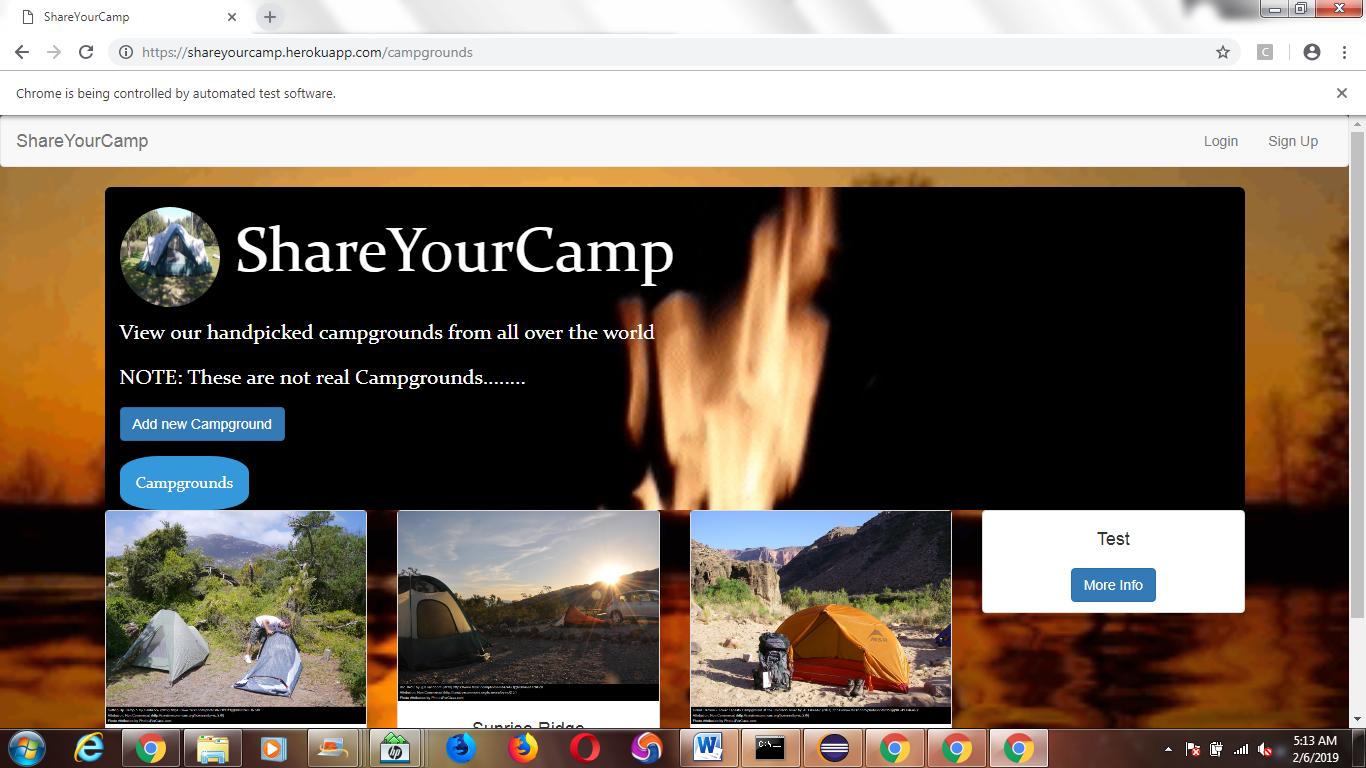 ShareYourCamp
https://shareyourcamp.herokuapp.com/campgrounds
C
Chrome is being controlled by automated test software.
ShareYourCamp
Login
Sign Up
ShareYourCamp
View our handpicked campgrounds from all over the world
NOTE: These are not real Campgrounds........
Add new Campground
Campgrounds
Test
More Info
Sunrise Ridge
hp
W
C:\
5:13 AM
2/6/2019